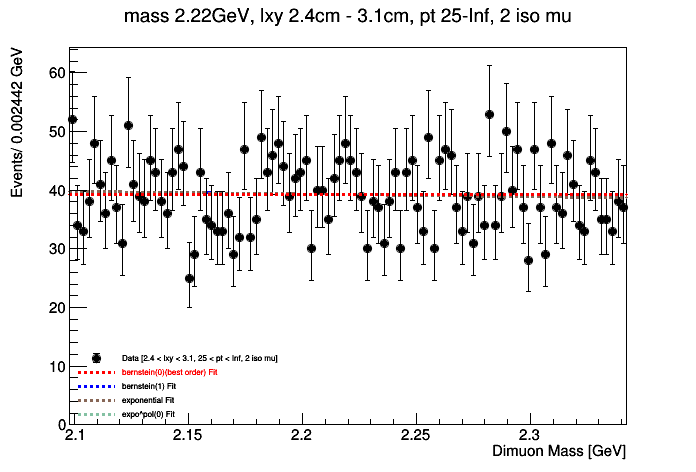 mass 2.22GeV, lxy 2.4cm - 3.1cm, pt 25-Inf, 2 iso mu
Events/ 0.002442 GeV
60
50
40
30
20
10
0
Data [2.4 < lxy < 3.1, 25 < pt < Inf, 2 iso mu]
bernstein(0)(best order) Fit
bernstein(1) Fit
exponential Fit
expo*pol(0) Fit
2.1 2.15 2.2 2.25 2.3
Dimuon Mass [GeV]